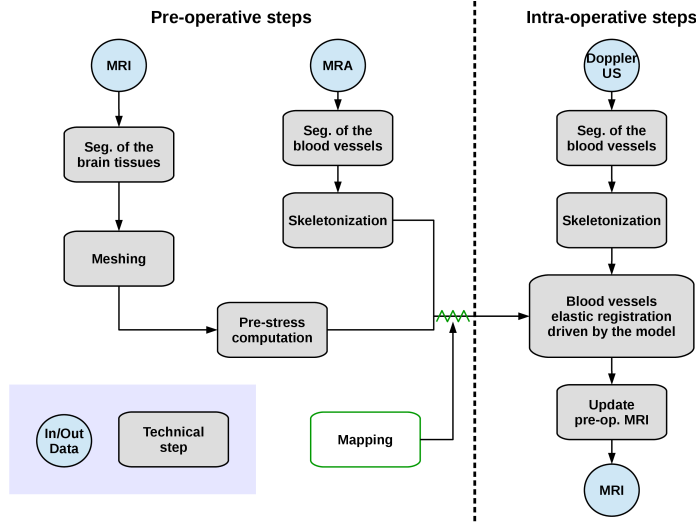 Pre-operative steps
Intra-operative steps
MRI
MRA
Doppler
US
Seg. of the
brain tissues
Seg. of the
blood vessels
Seg. of the
blood vessels
Meshing
Skeletonization
Skeletonization
Pre-stress
computation
Blood vessels
elastic registration
driven by the model
In/Out
Data
Technical
step
Mapping
Update
pre-op. MRI
MRI